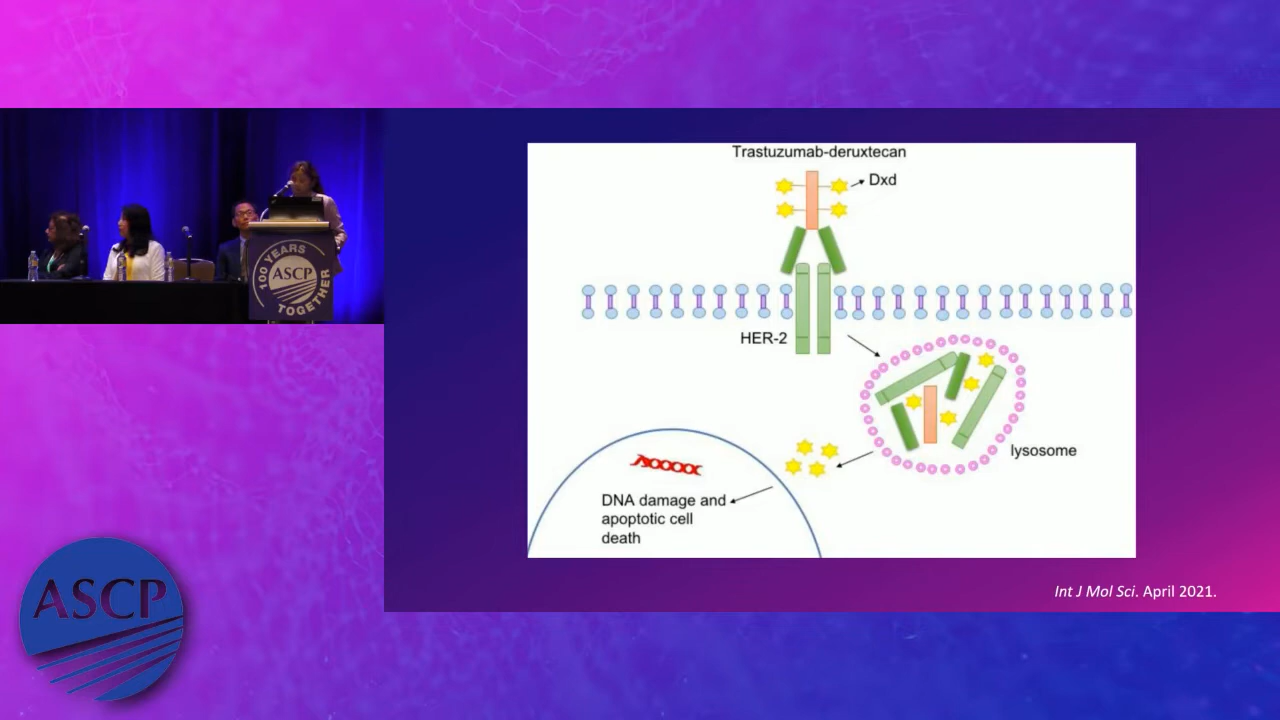 Trastuzumab-deruxtecan
Dxd
HER-2
lysosome
DNA damage and
apoptotic cell
death
Int J Mol Sci. April 2021.
100 YEARS
ASCP
TOGETHER
ASCP